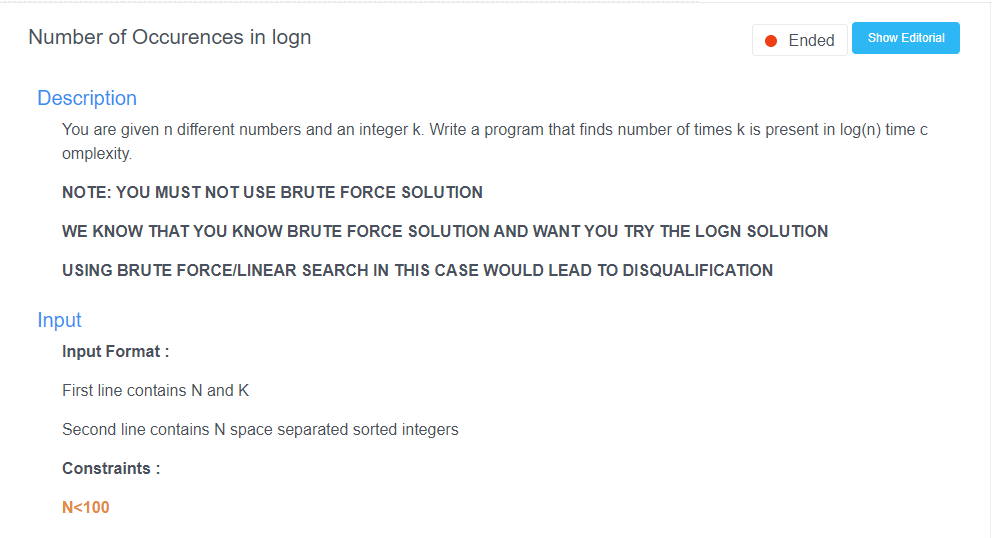 Number of Occurences in logn
Ended
Show Editorial
Description
You are given n different numbers and an integer k. Write a program that finds number of times k is present in log(n) time c
omplexity.
NOTE: YOU MUST NOT USE BRUTE FORCE SOLUTION
WE KNOW THAT YOU KNOW BRUTE FORCE SOLUTION AND WANT YOU TRY THE LOGN SOLUTION
USING BRUTE FORCE/LINEAR SEARCH IN THIS CASE WOULD LEAD TO DISQUALIFICATION
Input
Input Format :
First line contains N and K
Second line contains N space separated sorted integers
Constraints :
N<100